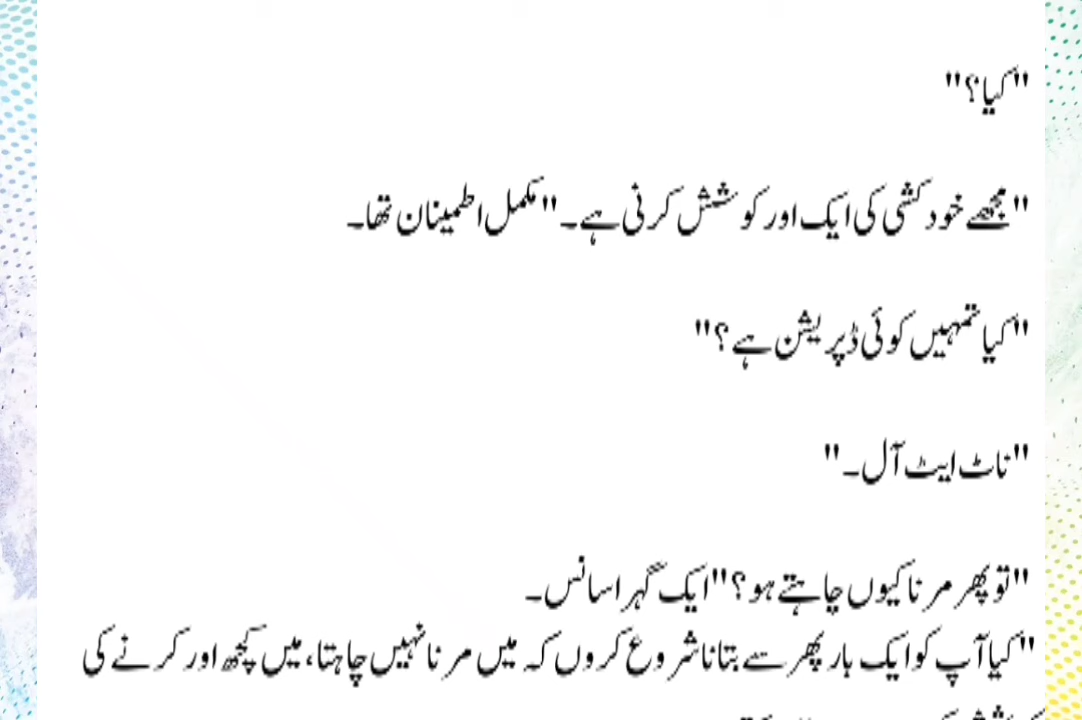 "کیا؟"
"مجھے خودکشی کی ایک اور کوشش کرنی ہے۔" مکمل اطمینان تھا۔
"کیا تمہیں کوئی ڈپریشن ہے؟"
"ناٹ ایٹ آل۔"
"تو پھر مرنا کیوں چاہتے ہو؟" ایک گہرا سانس۔
"کیا آپ کو ایک بار پھر سے بتانا شروع کروں کہ میں مرنا نہیں چاہتا، میں کچھ اور کرنے کی